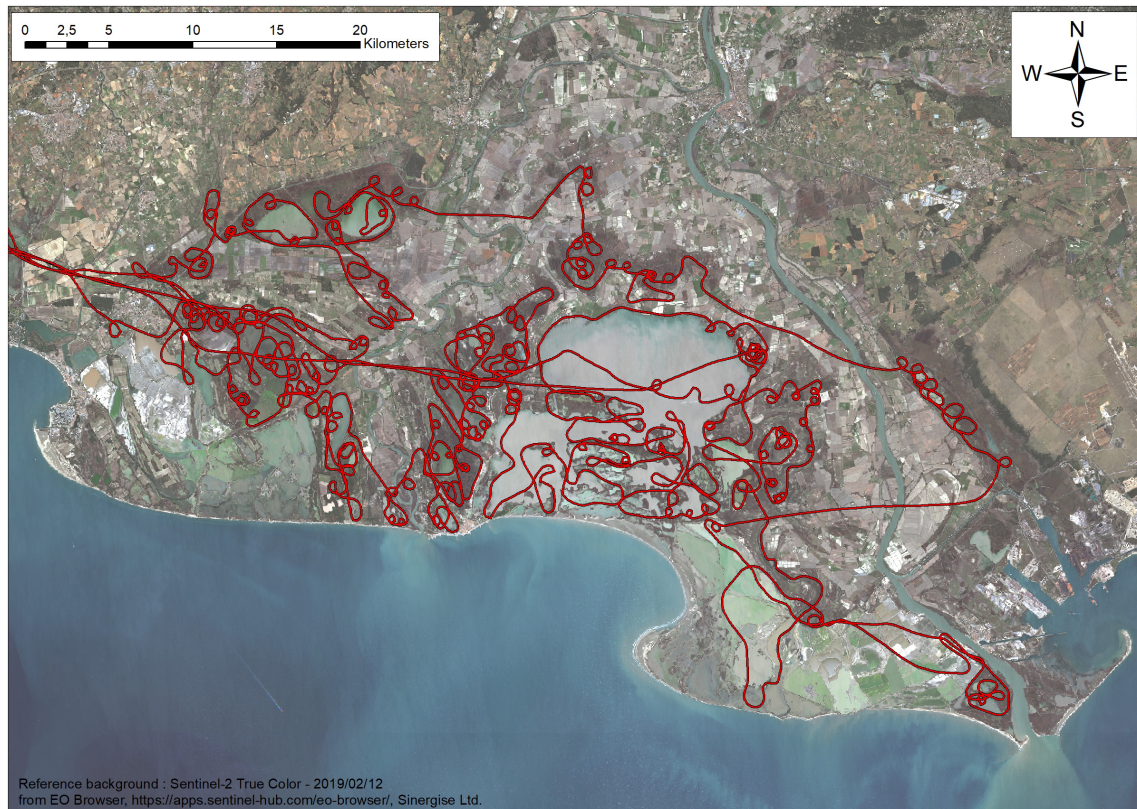 0 2,5 5 10 15 20
Kilometers
N
W E
S
Reference background : Sentinel-2 True Color - 2019/02/12
from EO Browser, https://apps.sentinel-hub.com/eo-browser/, Sinergise Ltd.